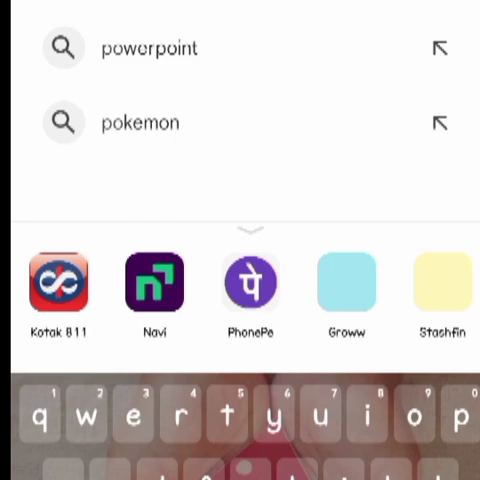 powerpoint
pokemon
पे
Kotak 811
Navi
PhonePe
Groww
Stashfin
1 2 3 4 5 6 7 8 9 0
q w e r t y u i o p